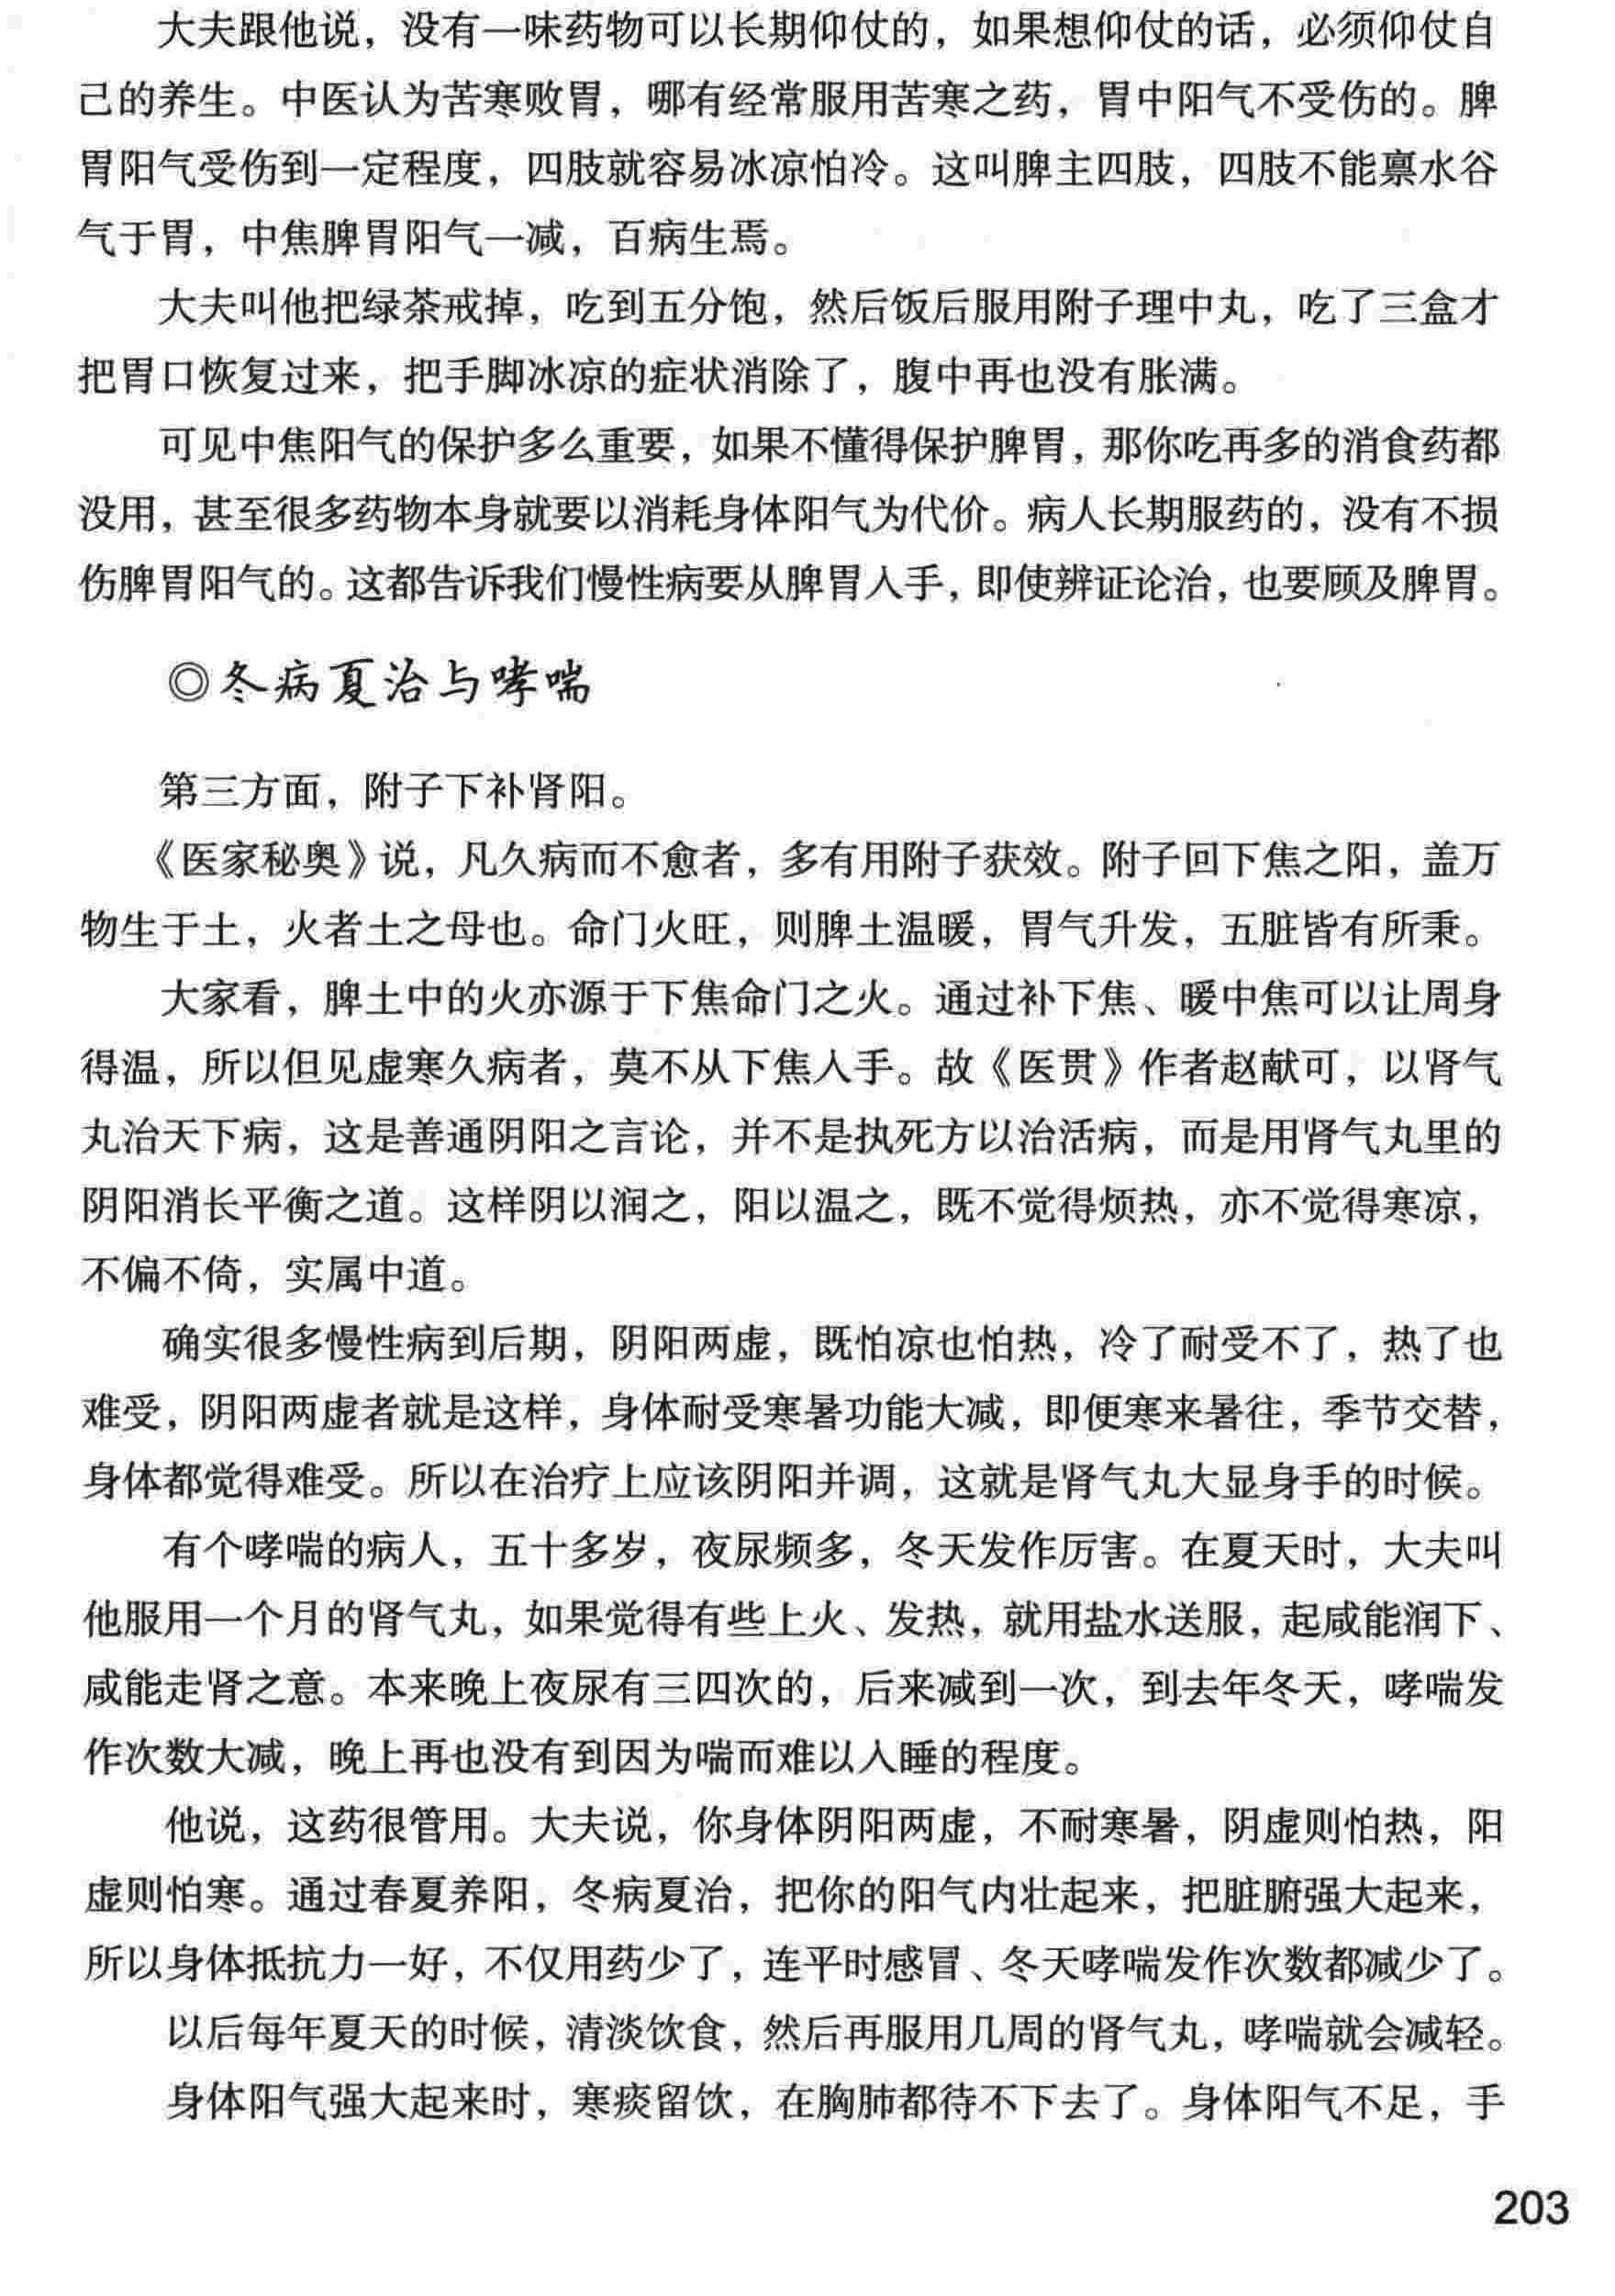 大夫跟他说，没有一味药物可以长期仰仗的，如果想仰仗的话，必须仰仗自
己的养生。中医认为苦寒败胃，哪有经常服用苦寒之药，胃中阳气不受伤的。脾
胃阳气受伤到一定程度，四肢就容易冰凉怕冷。这叫脾主四肢，四肢不能禀水谷
气于胃，中焦脾胃阳气一减，百病生焉。
大夫叫他把绿茶戒掉，吃到五分饱，然后饭后服用附子理中丸，吃了三盒才
把胃口恢复过来，把手脚冰凉的症状消除了，腹中再也没有胀满。
可见中焦阳气的保护多么重要，如果不懂得保护脾胃，那你吃再多的消食药都
没用，甚至很多药物本身就要以消耗身体阳气为代价。病人长期服药的，没有不损
伤脾胃阳气的。这都告诉我们慢性病要从脾胃入手，即使辨证论治，也要顾及脾胃。
◎冬病夏治与哮喘
第三方面，附子下补肾阳。
《医家秘奥》说，凡久病而不愈者，多有用附子获效。附子回下焦之阳，盖万
物生于土，火者土之母也。命门火旺，则脾土温暖，胃气升发，五脏皆有所秉。
大家看，脾土中的火亦源于下焦命门之火。通过补下焦、暖中焦可以让周身
得温，所以但见虚寒久病者，莫不从下焦入手。故《医贯》作者赵献可，以肾气
丸治天下病，这是善通阴阳之言论，并不是执死方以治活病，而是用肾气丸里的
阴阳消长平衡之道。这样阴以润之，阳以温之，既不觉得烦热，亦不觉得寒凉，
不偏不倚，实属中道。
确实很多慢性病到后期，阴阳两虚，既怕凉也怕热，冷了耐受不了，热了也
难受，阴阳两虚者就是这样，身体耐受寒暑功能大减，即便寒来暑往，季节交替，
身体都觉得难受。所以在治疗上应该阴阳并调，这就是肾气丸大显身手的时候。
有个哮喘的病人，五十多岁，夜尿频多，冬天发作厉害。在夏天时，大夫叫
他服用一个月的肾气丸，如果觉得有些上火、发热，就用盐水送服，起咸能润下、
咸能走肾之意。本来晚上夜尿有三四次的，后来减到一次，到去年冬天，哮喘发
作次数大减，晚上再也没有到因为喘而难以入睡的程度。
他说，这药很管用。大夫说，你身体阴阳两虚，不耐寒暑，阴虚则怕热，阳
虚则怕寒。通过春夏养阳，冬病夏治，把你的阳气内壮起来，把脏腑强大起来，
所以身体抵抗力一好，不仅用药少了，连平时感冒、冬天哮喘发作次数都减少了。
以后每年夏天的时候，清淡饮食，然后再服用几周的肾气丸，哮喘就会减轻。
身体阳气强大起来时，寒痰留饮，在胸肺都待不下去了。身体阳气不足，手
203